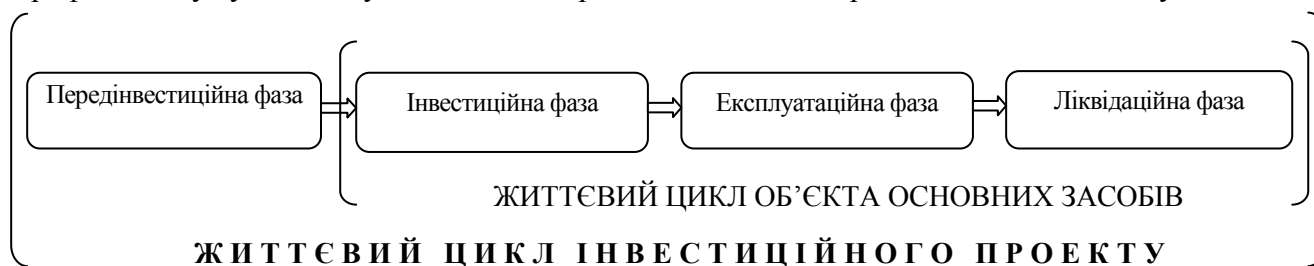 Передінвестиційна фаза
Інвестиційна фаза
Експлуатаційна фаза
Ліквідаційна фаза
ЖИТТЄВИЙ ЦИКЛ ОБ’ЄКТА ОСНОВНИХ ЗАСОБІВ
ЖИТТЄВИЙ ЦИКЛ ІНВЕСТИЦІЙНОГО ПРОЕКТУ